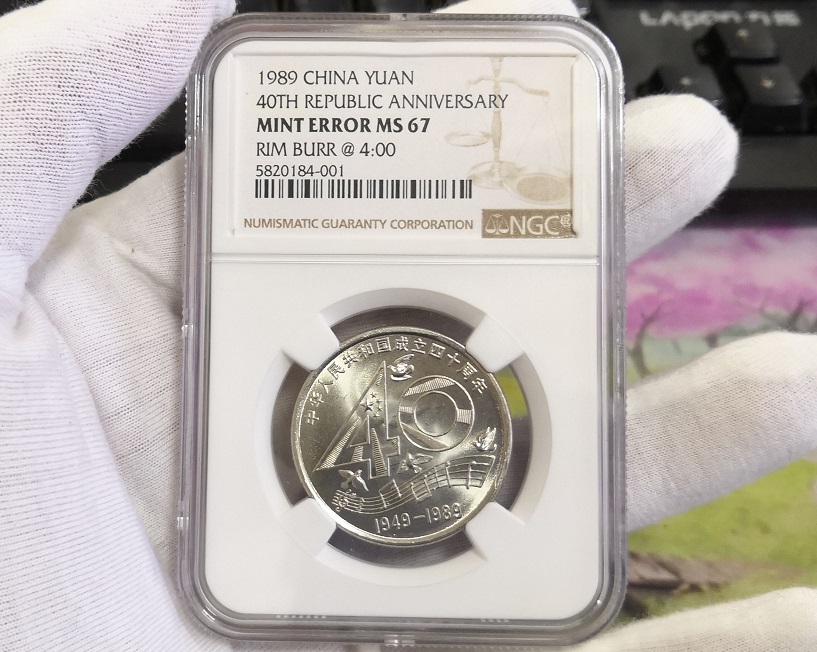 1989 CHINA YUAN
40TH REPUBLIC ANNIVERSARY
MINT ERROR MS 67
RIM BURR @ 4:00
5820184-001
NUMISMATIC GUARANTY CORPORATION
NGC
中华人民共和国成立四十周年
40
1949-1989